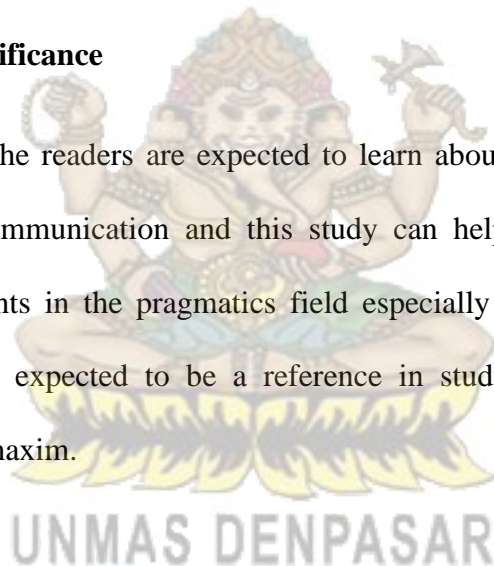 ificance
he readers are expected to learn abou
mmunication and this study can help
nts in the pragmatics field especially
expected to be a reference in stud
naxim.
UNMAS DENPASAR